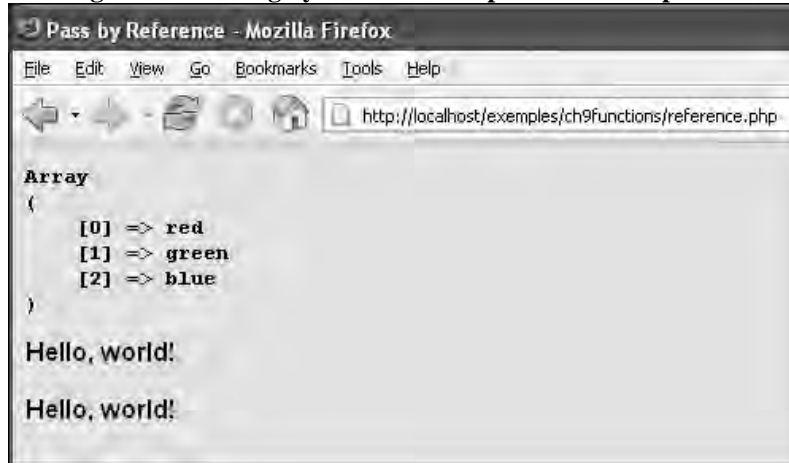 Pass by Reference - Mozilla Firefox
File Edit View Go Bookmarks Tools Help
http://localhost/exemples/ch9functions/reference.php
Array
(
[0] => red
[1] => green
[2] => blue
)
Hello, world!
Hello, world!